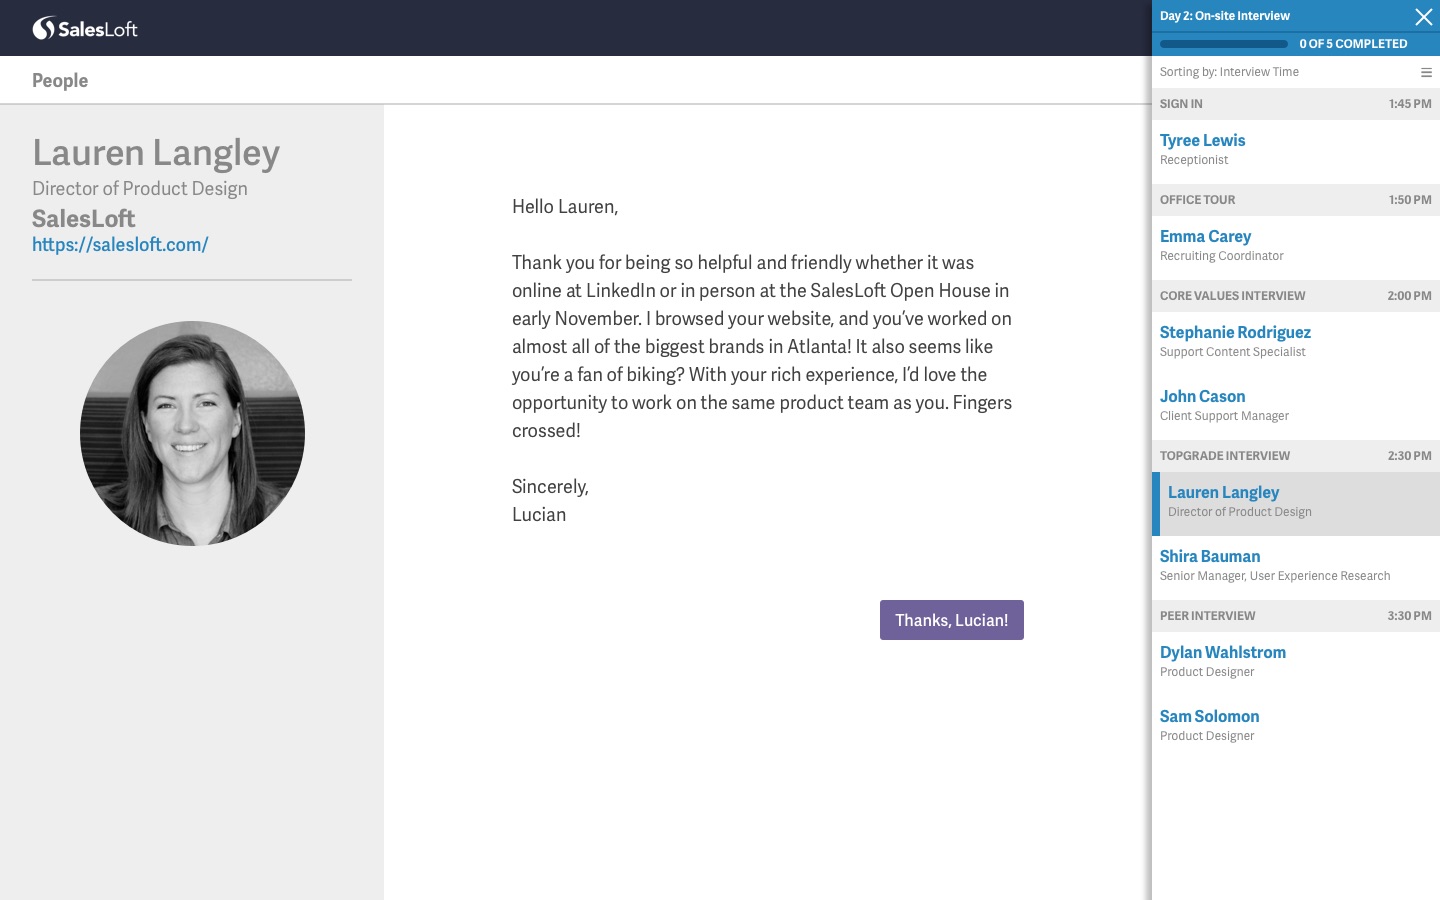 SalesLoft
People
Lauren Langley
Director of Product Design
SalesLoft
https://salesloft.com/
Hello Lauren,
Thank you for being so helpful and friendly whether it was
online at LinkedIn or in person at the SalesLoft Open House in
early November. I browsed your website, and you’ve worked on
almost all of the biggest brands in Atlanta! It also seems like
you’re a fan of biking? With your rich experience, I’d love the
opportunity to work on the same product team as you. Fingers
crossed!
Sincerely,
Lucian
Thanks, Lucian!
Day 2: On-site Interview
0 OF 5 COMPLETED
Sorting by: Interview Time
SIGN IN 1:45 PM
Tyree Lewis
Receptionist
OFFICE TOUR 1:50 PM
Emma Carey
Recruiting Coordinator
CORE VALUES INTERVIEW 2:00 PM
Stephanie Rodriguez
Support Content Specialist
John Cason
Client Support Manager
TOPGRADE INTERVIEW 2:30 PM
Lauren Langley
Director of Product Design
Shira Bauman
Senior Manager, User Experience Research
PEER INTERVIEW 3:30 PM
Dylan Wahlstrom
Product Designer
Sam Solomon
Product Designer